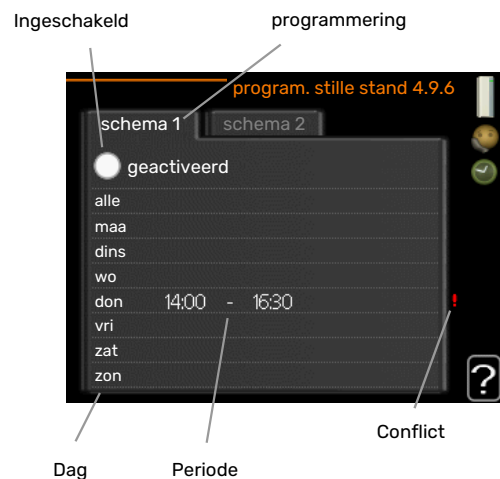 Ingeschakeld programmering
program. stille stand 4.9.6
schema 1 schema 2
geactiveerd
alle
maa
dins
wo
don 14:00 - 16:30 !
vri
zat
zon
?
Conflict
Dag Periode